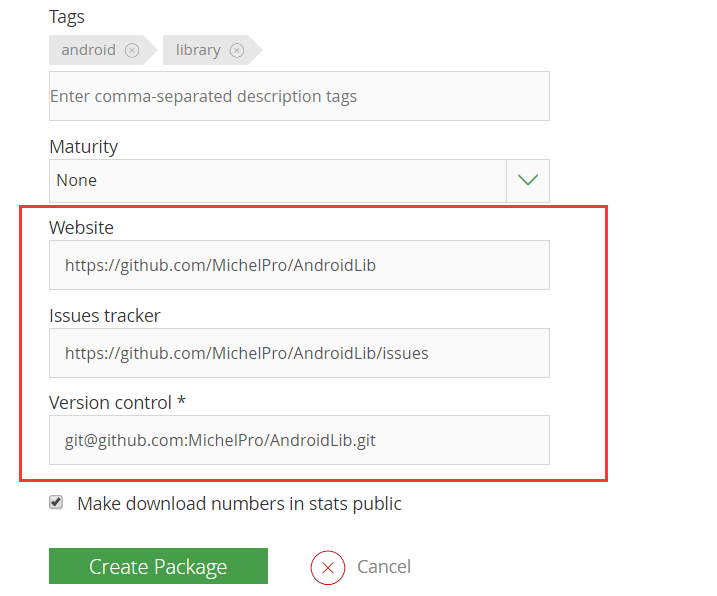 Tags
android library
Enter comma-separated description tags
Maturity
None
Website
https://github.com/MichelPro/AndroidLib
Issues tracker
https://github.com/MichelPro/AndroidLib/issues
Version control *
git@github.com:MichelPro/AndroidLib.git
Make download numbers in stats public
Create Package Cancel